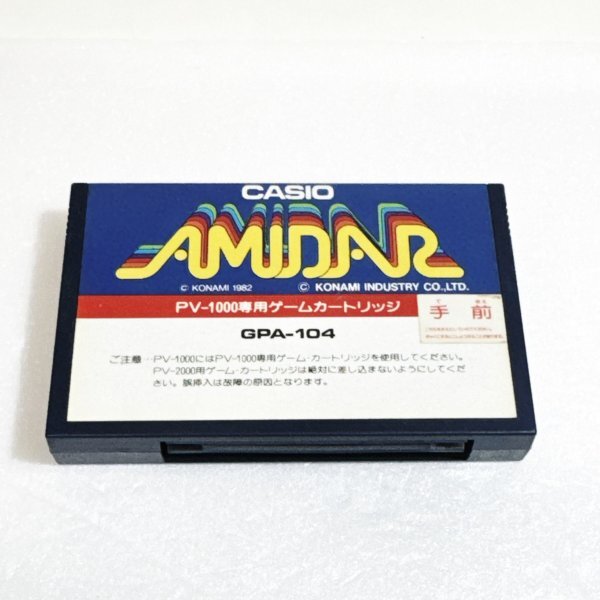 CASIO
AMIDAR
© KONAMI 1982
© KONAMI INDUSTRY CO.,LTD.
PV-1000専用ゲームカートリッジ
GPA-104
て まえ
手 前
ご注意…PV-1000にはPV-1000専用ゲーム・カートリッジを使用してください。
PV-2000用ゲーム・カートリッジは絶対に差し込まないようにしてくだ
さい。誤挿入は故障の原因となります。